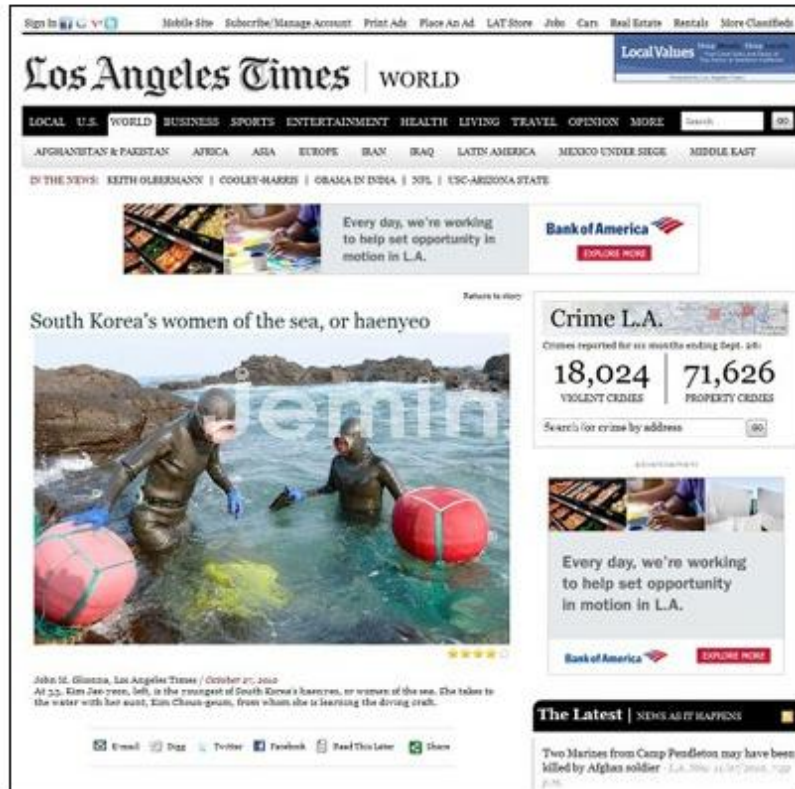 Sign In
Mobile Site Subscribe/Manage Account Print Ads Place An Ad LAT Store Jobs Cars Real Estate Rentals More Classifieds
Local Values
Los Angeles Times | WORLD
LOCAL U.S. WORLD BUSINESS SPORTS ENTERTAINMENT HEALTH LIVING TRAVEL OPINION MORE Search GO
AFGHANISTAN & PAKISTAN AFRICA ASIA EUROPE IRAN IRAQ LATIN AMERICA MEXICO UNDER SIEGE MIDDLE EAST
IN THE NEWS: KEITH OLBERMANN | COOLEY-HARRIS | OBAMA IN INDIA | NFL | USC-ARIZONA STATE
Every day, we're working
to help set opportunity in
motion in L.A.
Bank of America
EXPLORE MORE
Return to story
South Korea's women of the sea, or haenyeo
jemin
John M. Glionna, Los Angeles Times / October 27, 2010
At 33, Kim Jae-yeon, left, is the youngest of South Korea's haenyeo, or women of the sea. She takes to
the water with her aunt, Kim Choun-geum, from whom she is learning the diving craft.
E-mail Digg Twitter Facebook Read This Later Share
Crime L.A.
Crimes reported for six months ending Sept. 26:
18,024 71,626
VIOLENT CRIMES PROPERTY CRIMES
Search for crime by address GO
advertisement
Every day, we're working
to help set opportunity
in motion in L.A.
Bank of America EXPLORE MORE
The Latest | NEWS AS IT HAPPENS
Two Marines from Camp Pendleton may have been
killed by Afghan soldier